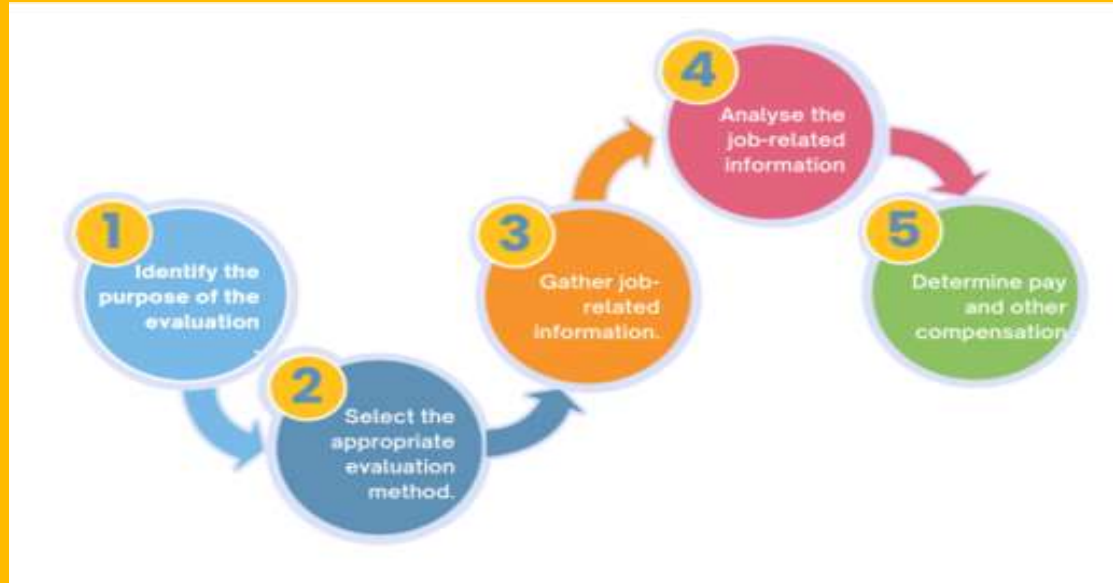 1
Identify the
purpose of the
evaluation
2
Select the
appropriate
evaluation
method.
3
Gather job-
related
information.
4
Analyse the
job-related
information
5
Determine pay
and other
compensation